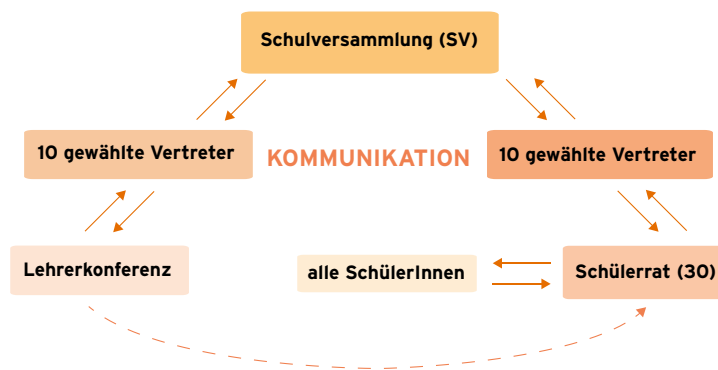 Schulversammlung (SV)
10 gewählte Vertreter
KOMMUNIKATION
10 gewählte Vertreter
Lehrerkonferenz
alle SchülerInnen
Schülerrat (30)